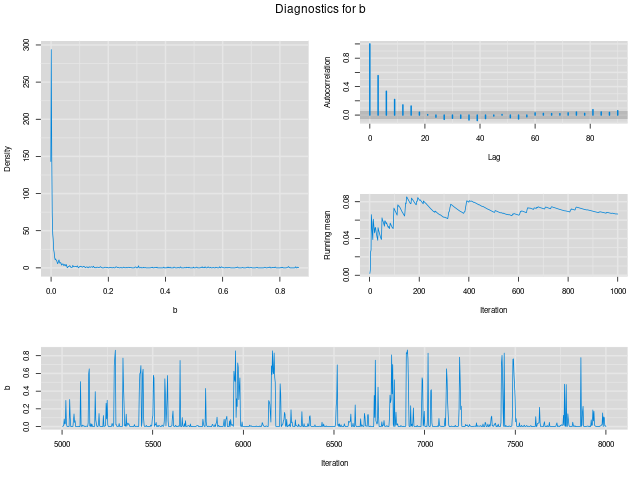 Diagnostics for b
Density
300
250
200
150
100
50
0
0.0 0.2 0.4 0.6 0.8
b
Autocorrelation
0.8
0.4
0.0
0 20 40 60 80
Lag
Running mean
0.08
0.04
0.00
0 200 400 600 800 1000
Iteration
b
0.8
0.6
0.4
0.2
0.0
5000 5500 6000 6500 7000 7500 8000
Iteration